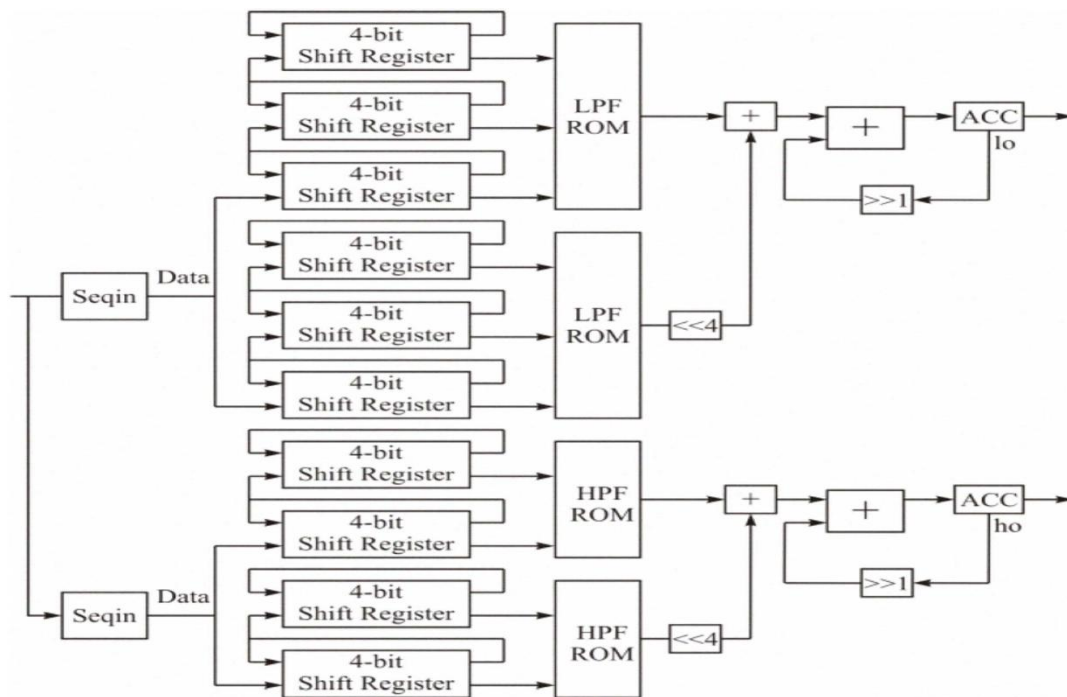 4-bit
Shift Register
4-bit
Shift Register
4-bit
Shift Register
LPF
ROM
+
+
ACC
lo
>>1
Seqin
Data
4-bit
Shift Register
4-bit
Shift Register
4-bit
Shift Register
LPF
ROM
<<4
4-bit
Shift Register
4-bit
Shift Register
HPF
ROM
+
+
ACC
ho
>>1
Seqin
Data
4-bit
Shift Register
4-bit
Shift Register
HPF
ROM
<<4